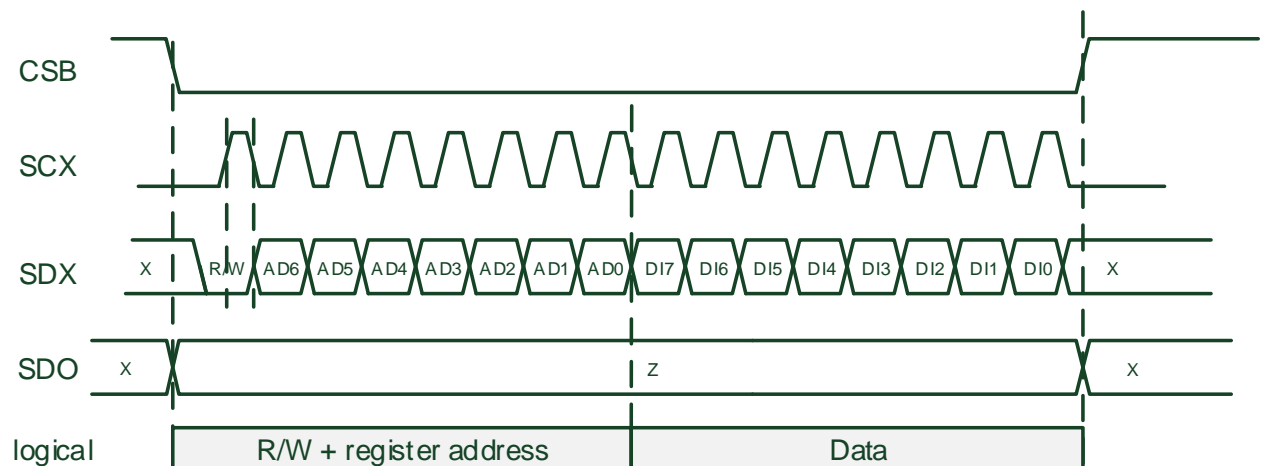 CSB
SCX
SDX X R/W AD6 AD5 AD4 AD3 AD2 AD1 AD0 DI7 DI6 DI5 DI4 DI3 DI2 DI1 DI0 X
SDO X Z X
logical R/W + register address Data